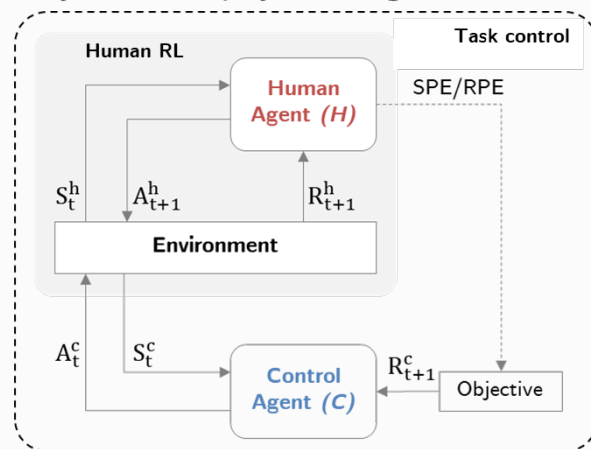 Human RL
Task control
Human
Agent (H)
SPE/RPE
S_t^h
A_{t+1}^h
R_{t+1}^h
Environment
A_t^c
S_t^c
Control
Agent (C)
R_{t+1}^c
Objective